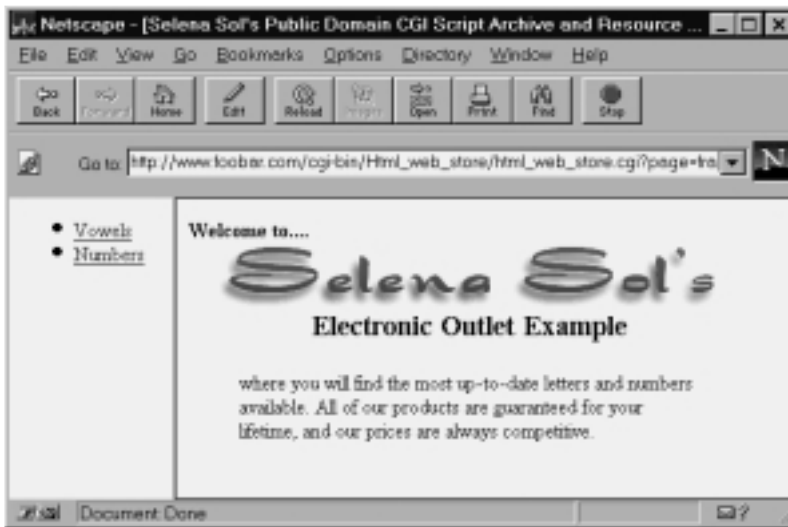 Netscape - [Selena Sol's Public Domain CGI Script Archive and Resource ...
File Edit View Go Bookmarks Options Directory Window Help
Back Forward Home Edit Reload Images Open Print Find Stop
Go to: http://www.foobar.com/cgi-bin/Html_web_store/html_web_store.cgi?page=fra
N
Vowels
Numbers
Welcome to....
Selena Sol's
Electronic Outlet Example
where you will find the most up-to-date letters and numbers
available. All of our products are guaranteed for your
lifetime, and our prices are always competitive.
Document: Done
?